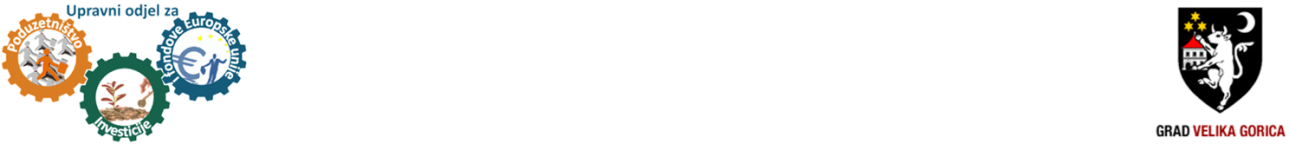 Upravni odjel za
Poduzetništvo
Investicije
i fondove Europske unije
GRAD VELIKA GORICA